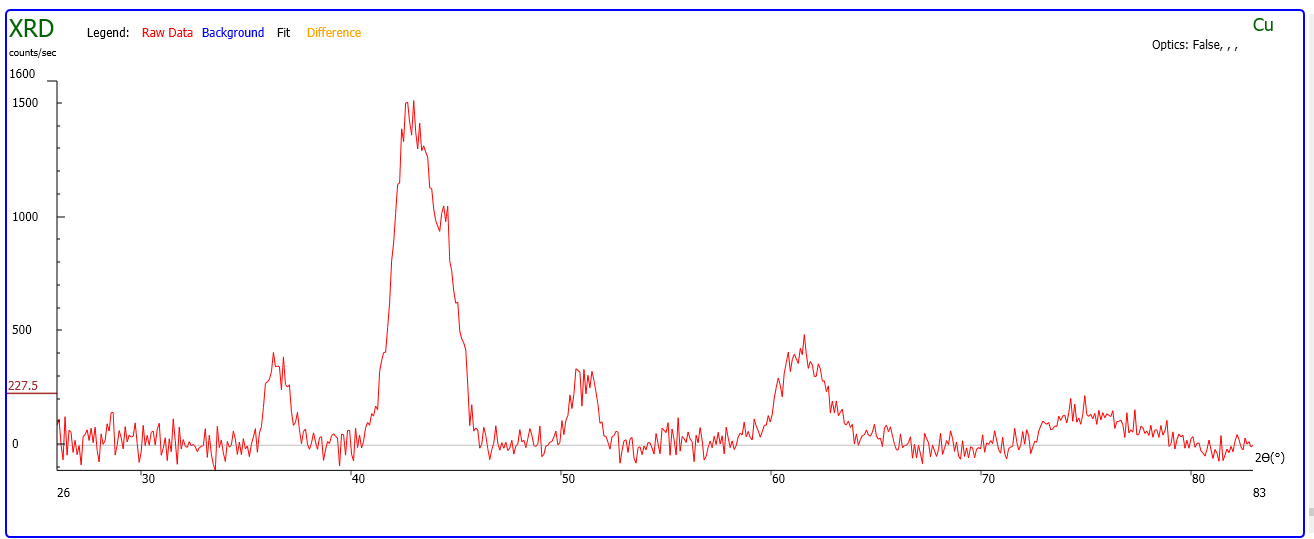 XRD
Legend: Raw Data Background Fit Difference
Cu
counts/sec
Optics: False, , ,
1600
1500
1000
500
227.5
0
2ϴ(°)
30 40 50 60 70 80
26 83